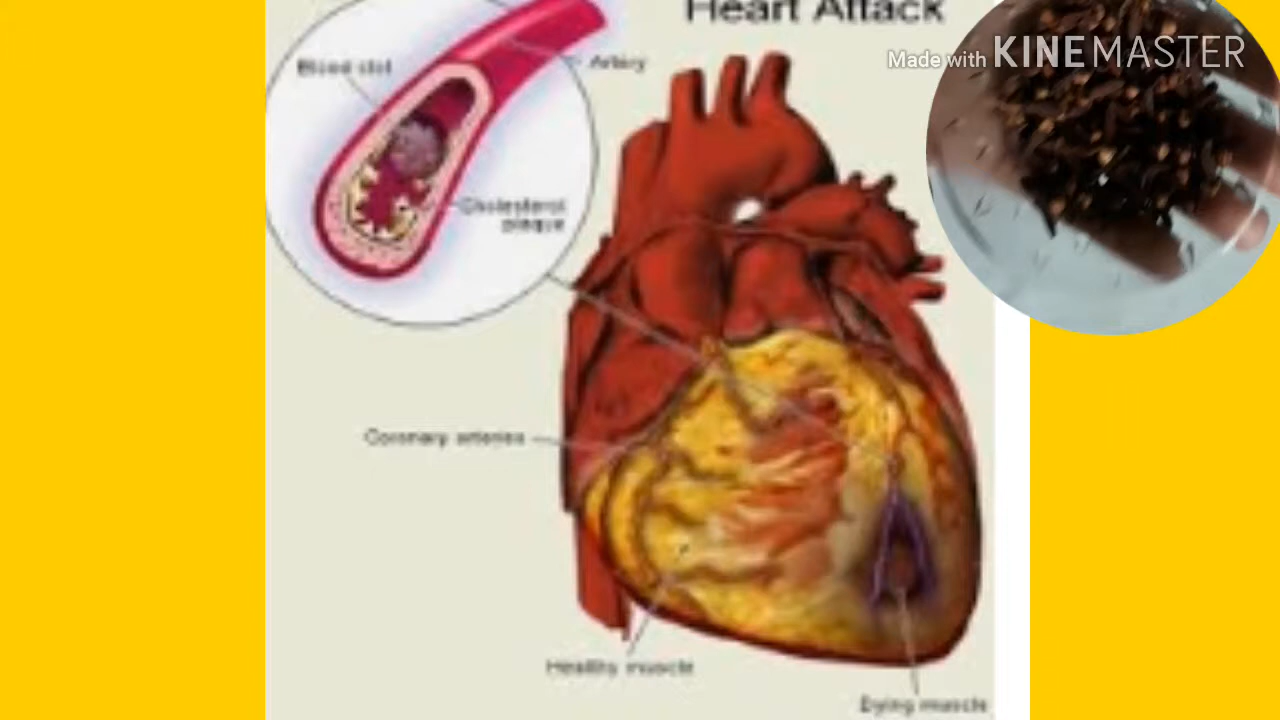 Heart Attack
Made with KINEMASTER
Blood clot
Artery
Cholesterol
plaque
Coronary arteries
Healthy muscle
Dying muscle